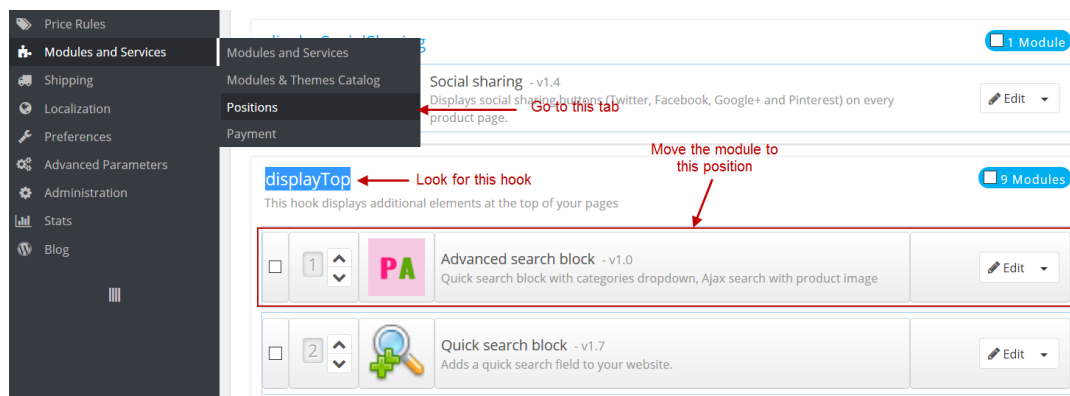 Price Rules
Modules and Services
Shipping
Localization
Preferences
Advanced Parameters
Administration
Stats
Blog
Modules and Services
Modules & Themes Catalog
Positions
Payment
1 Module
Social sharing - v1.4
Displays social sharing buttons (Twitter, Facebook, Google+ and Pinterest) on every
product page.
Edit
Go to this tab
Move the module to
this position
displayTop
Look for this hook
9 Modules
This hook displays additional elements at the top of your pages
1
PA
Advanced search block - v1.0
Quick search block with categories dropdown, Ajax search with product image
Edit
2
Quick search block - v1.7
Adds a quick search field to your website.
Edit